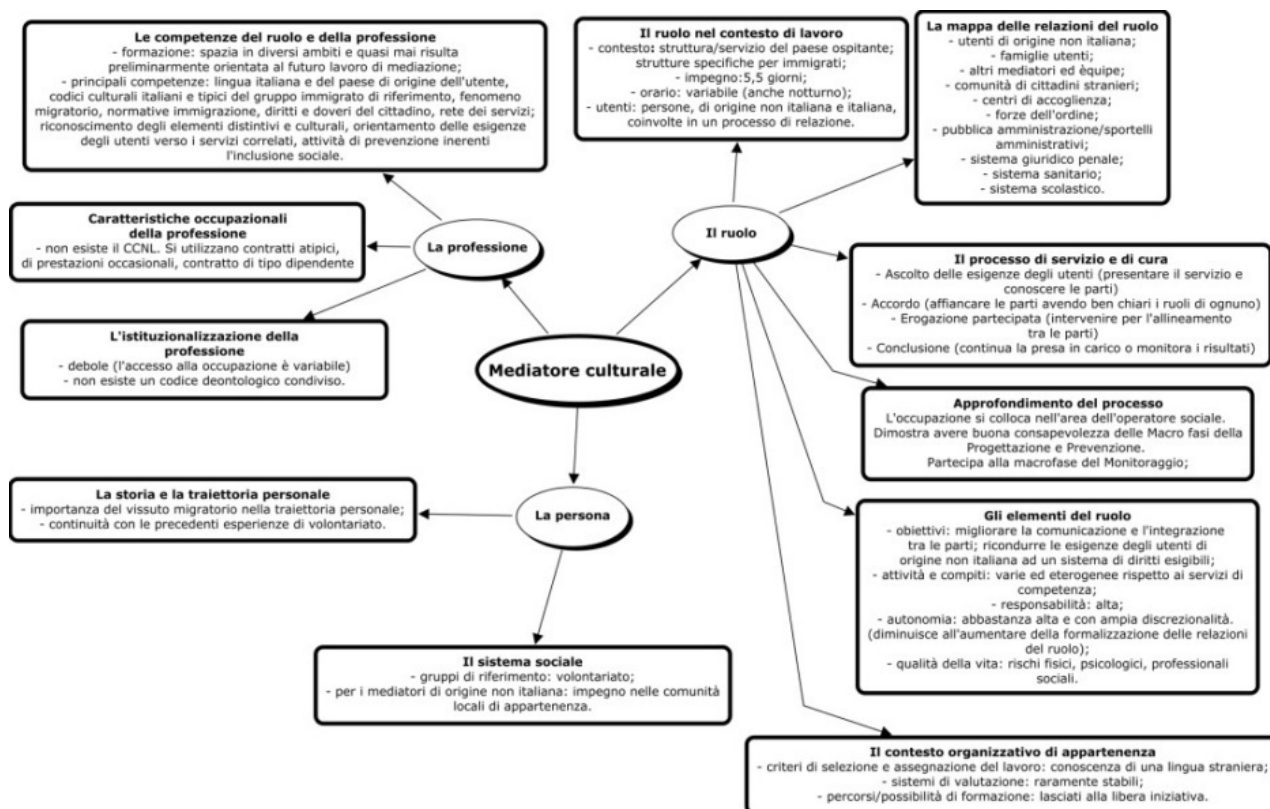 Le competenze del ruolo e della professione
- formazione: spazia in diversi ambiti e quasi mai risulta
preliminarmente orientata al futuro lavoro di mediazione;
- principali competenze: lingua italiana e del paese di origine dell'utente,
codici culturali italiani e tipici del gruppo immigrato di riferimento, fenomeno
migratorio, normative immigrazione, diritti e doveri del cittadino, rete dei servizi;
riconoscimento degli elementi distintivi e culturali, orientamento delle esigenze
degli utenti verso i servizi correlati, attività di prevenzione inerenti
l'inclusione sociale.
Il ruolo nel contesto di lavoro
- contesto: struttura/servizio del paese ospitante;
strutture specifiche per immigrati;
- impegno:5,5 giorni;
- orario: variabile (anche notturno);
- utenti: persone, di origine non italiana e italiana,
coinvolte in un processo di relazione.
La mappa delle relazioni del ruolo
- utenti di origine non italiana;
- famiglie utenti;
- altri mediatori ed èquipe;
- comunità di cittadini stranieri;
- centri di accoglienza;
- forze dell'ordine;
- pubblica amministrazione/sportelli
amministrativi;
- sistema giuridico penale;
- sistema sanitario;
- sistema scolastico.
Caratteristiche occupazionali
della professione
- non esiste il CCNL. Si utilizzano contratti atipici,
di prestazioni occasionali, contratto di tipo dipendente
La professione
Il ruolo
Il processo di servizio e di cura
- Ascolto delle esigenze degli utenti (presentare il servizio e
conoscere le parti)
- Accordo (affiancare le parti avendo ben chiari i ruoli di ognuno)
- Erogazione partecipata (intervenire per l'allineamento
tra le parti)
- Conclusione (continua la presa in carico o monitora i risultati)
L'istituzionalizzazione della
professione
- debole (l'accesso alla occupazione è variabile)
- non esiste un codice deontologico condiviso.
Mediatore culturale
Approfondimento del processo
L'occupazione si colloca nell'area dell'operatore sociale.
Dimostra avere buona consapevolezza delle Macro fasi della
Progettazione e Prevenzione.
Partecipa alla macrofase del Monitoraggio;
La storia e la traiettoria personale
- importanza del vissuto migratorio nella traiettoria personale;
- continuità con le precedenti esperienze di volontariato.
La persona
Gli elementi del ruolo
- obiettivi: migliorare la comunicazione e l'integrazione
tra le parti; ricondurre le esigenze degli utenti di
origine non italiana ad un sistema di diritti esigibili;
- attività e compiti: varie ed eterogenee rispetto ai servizi di
competenza;
- responsabilità: alta;
- autonomia: abbastanza alta e con ampia discrezionalità.
(diminuisce all'aumentare della formalizzazione delle relazioni
del ruolo);
- qualità della vita: rischi fisici, psicologici, professionali
sociali.
Il sistema sociale
- gruppi di riferimento: volontariato;
- per i mediatori di origine non italiana: impegno nelle comunità
locali di appartenenza.
Il contesto organizzativo di appartenenza
- criteri di selezione e assegnazione del lavoro: conoscenza di una lingua straniera;
- sistemi di valutazione: raramente stabili;
- percorsi/possibilità di formazione: lasciati alla libera iniziativa.